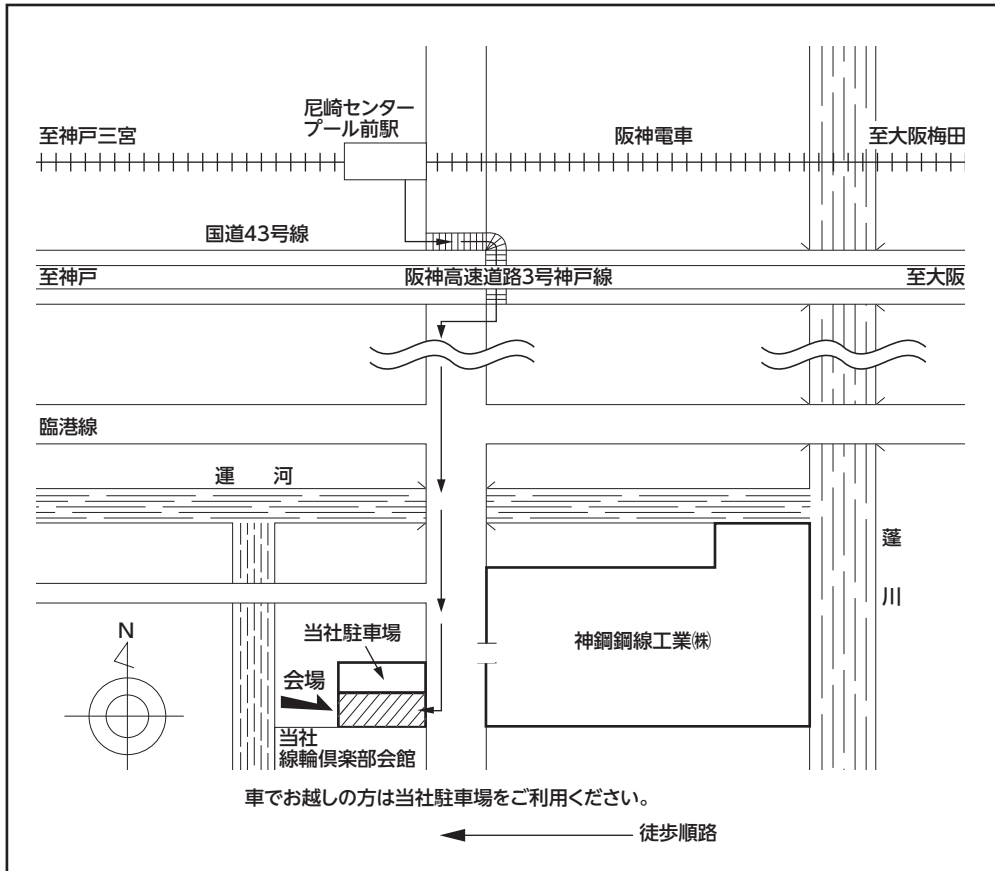 尼崎センター
プール前駅
至神戸三宮
阪神電車
至大阪梅田
国道43号線
至神戸
阪神高速道路3号神戸線
至大阪
臨港線
運 河
蓬
川
N
当社駐車場
神鋼鋼線工業㈱
会場
当社
線輪倶楽部会館
車でお越しの方は当社駐車場をご利用ください。
徒歩順路